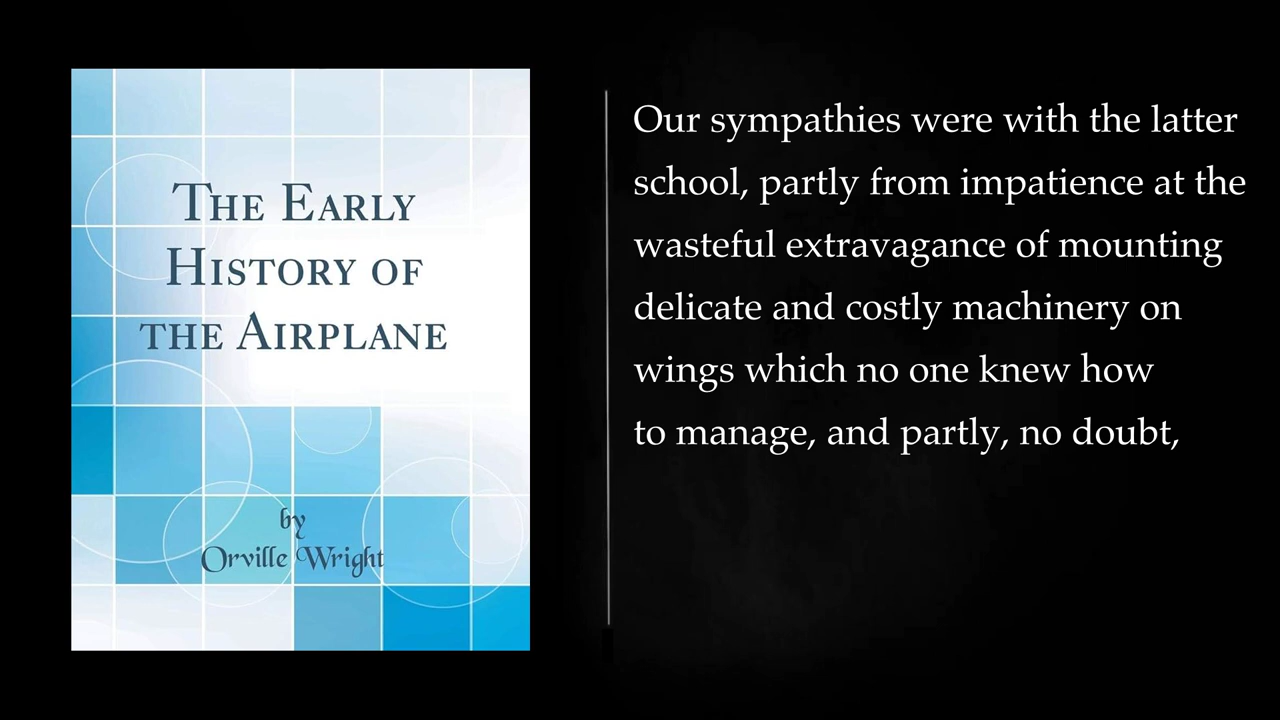 The Early
History of
the Airplane
by
Orville Wright
Our sympathies were with the latter
school, partly from impatience at the
wasteful extravagance of mounting
delicate and costly machinery on
wings which no one knew how
to manage, and partly, no doubt,